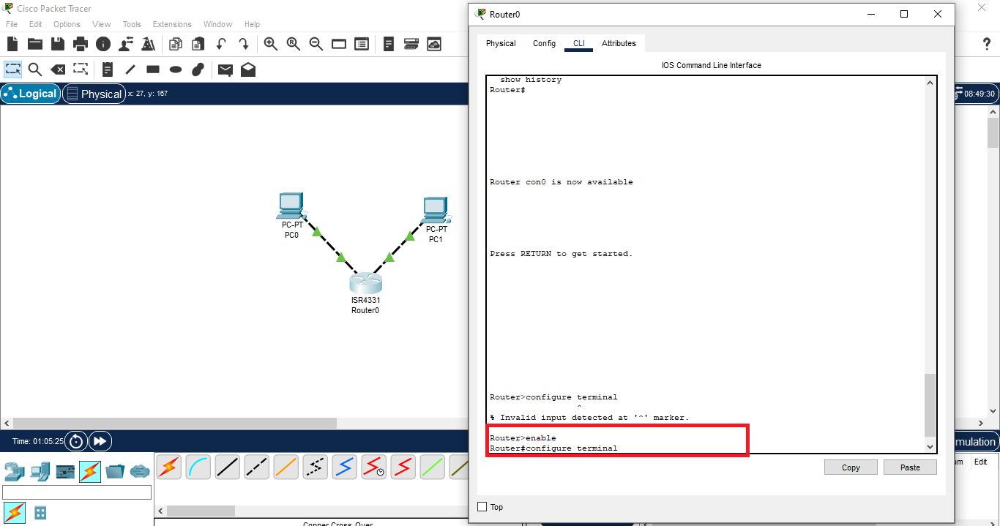 Cisco Packet Tracer
File Edit Options View Tools Extensions Window Help
Logical
Physical
x: 27, y: 167
08:49:30
PC-PT
PC0
PC-PT
PC1
ISR4331
Router0
Time: 01:05:25
Copper Cross-Over
Router0
Physical Config CLI Attributes
IOS Command Line Interface
show history
Router#
Router con0 is now available
Press RETURN to get started.
Router>configure terminal
^
% Invalid input detected at '^' marker.
Router>enable
Router#configure terminal
Copy
Paste
Top
mulation
um Edit
?